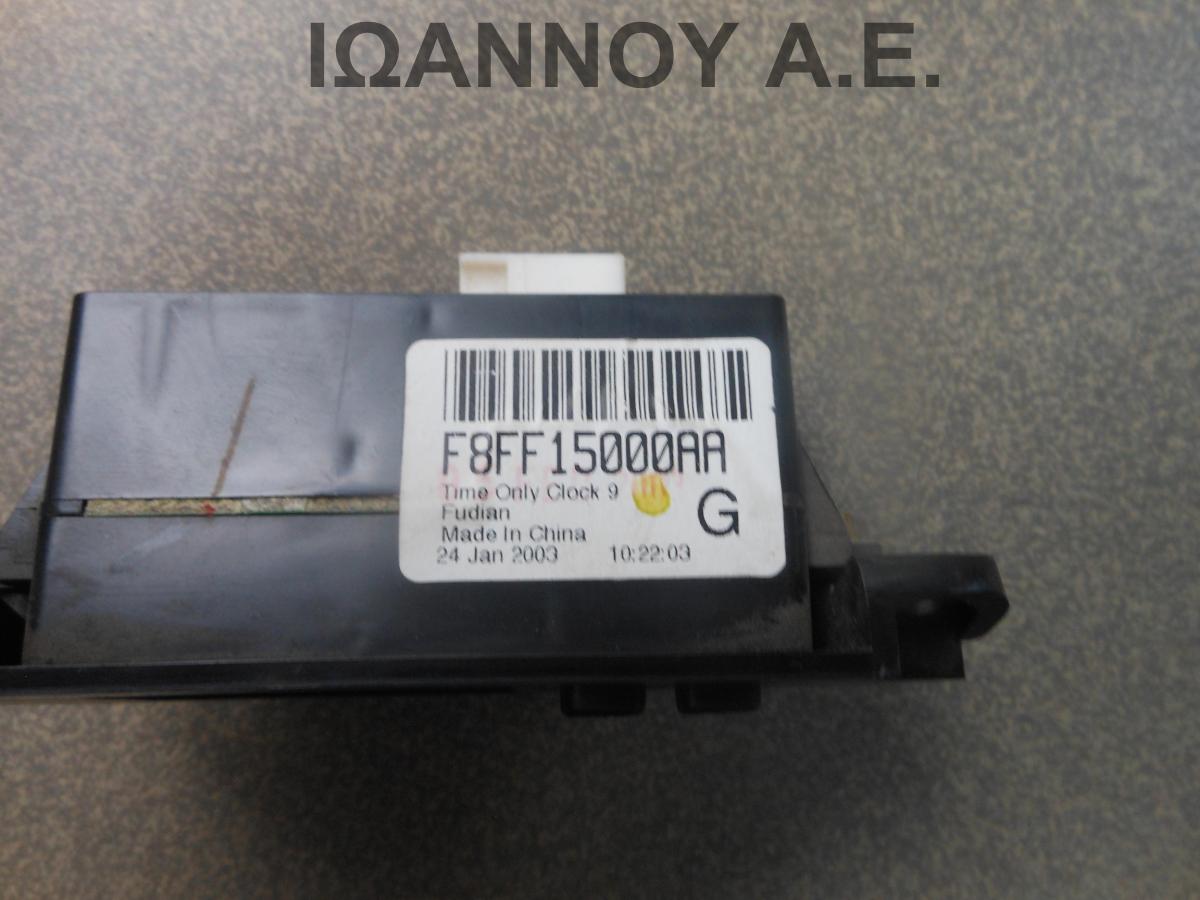 ΙΩΑΝΝΟΥ Α.Ε.
F8FF15000AA
Time Only Clock 9
Fudian
G
Made In China
24 Jan 2003 10:22:03